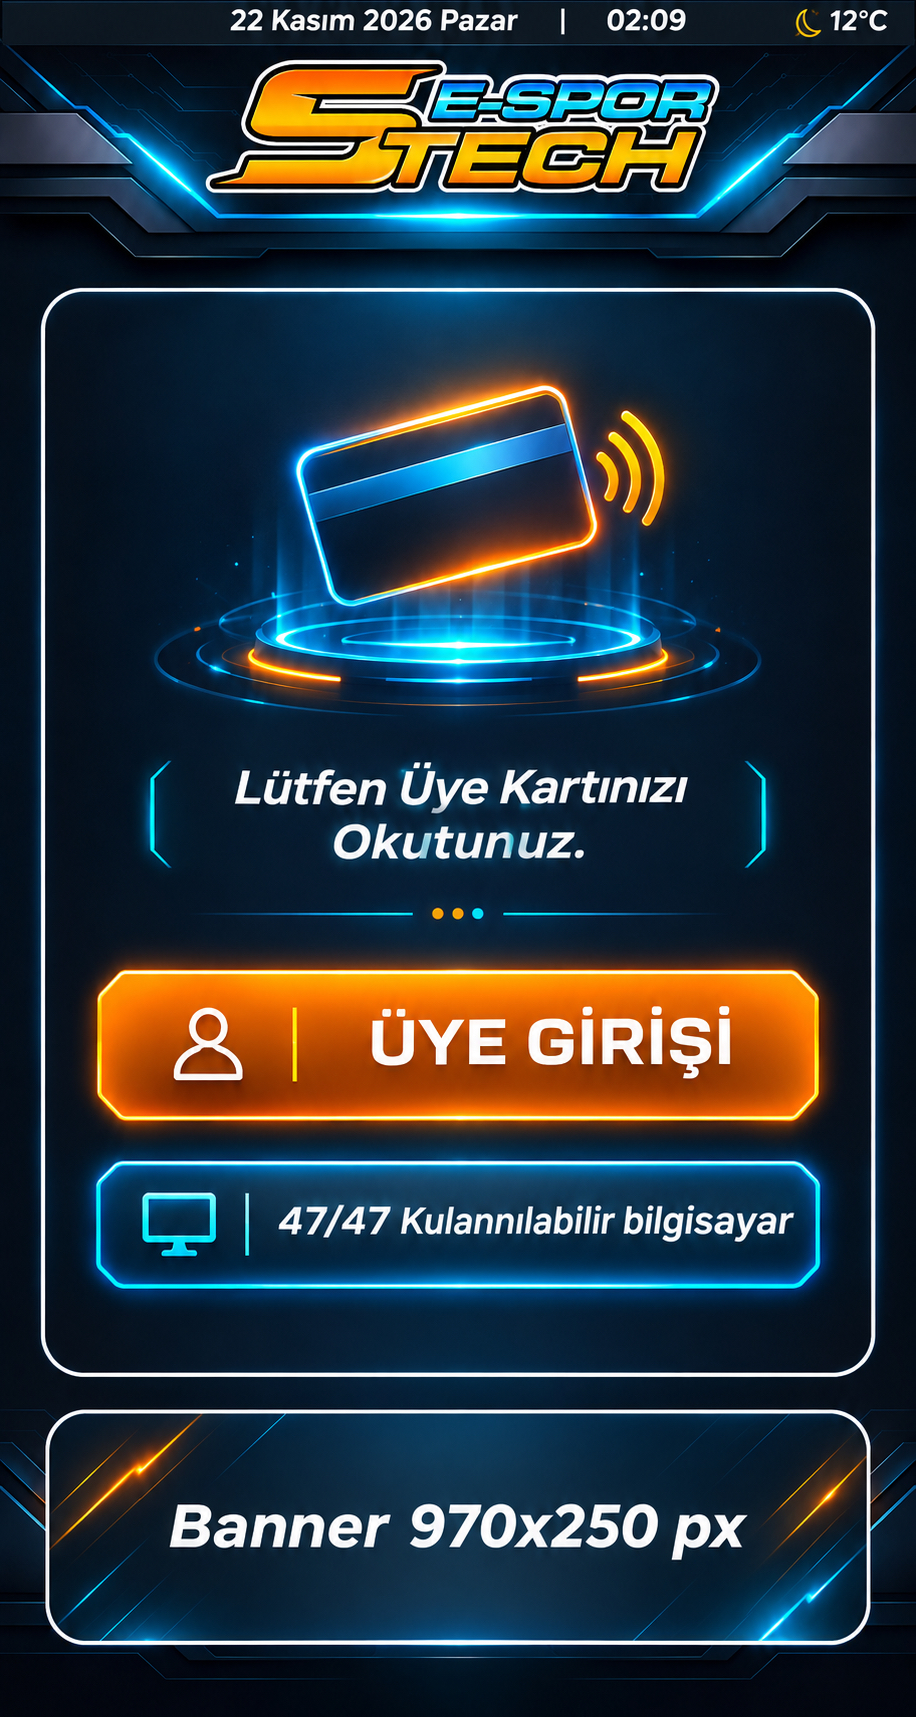 22 Kasım 2026 Pazar | 02:09 12°C
E-SPOR
STECH
Lütfen Üye Kartınızı
Okutunuz.
ÜYE GİRİŞİ
47/47 Kulannılabilir bilgisayar
Banner 970x250 px